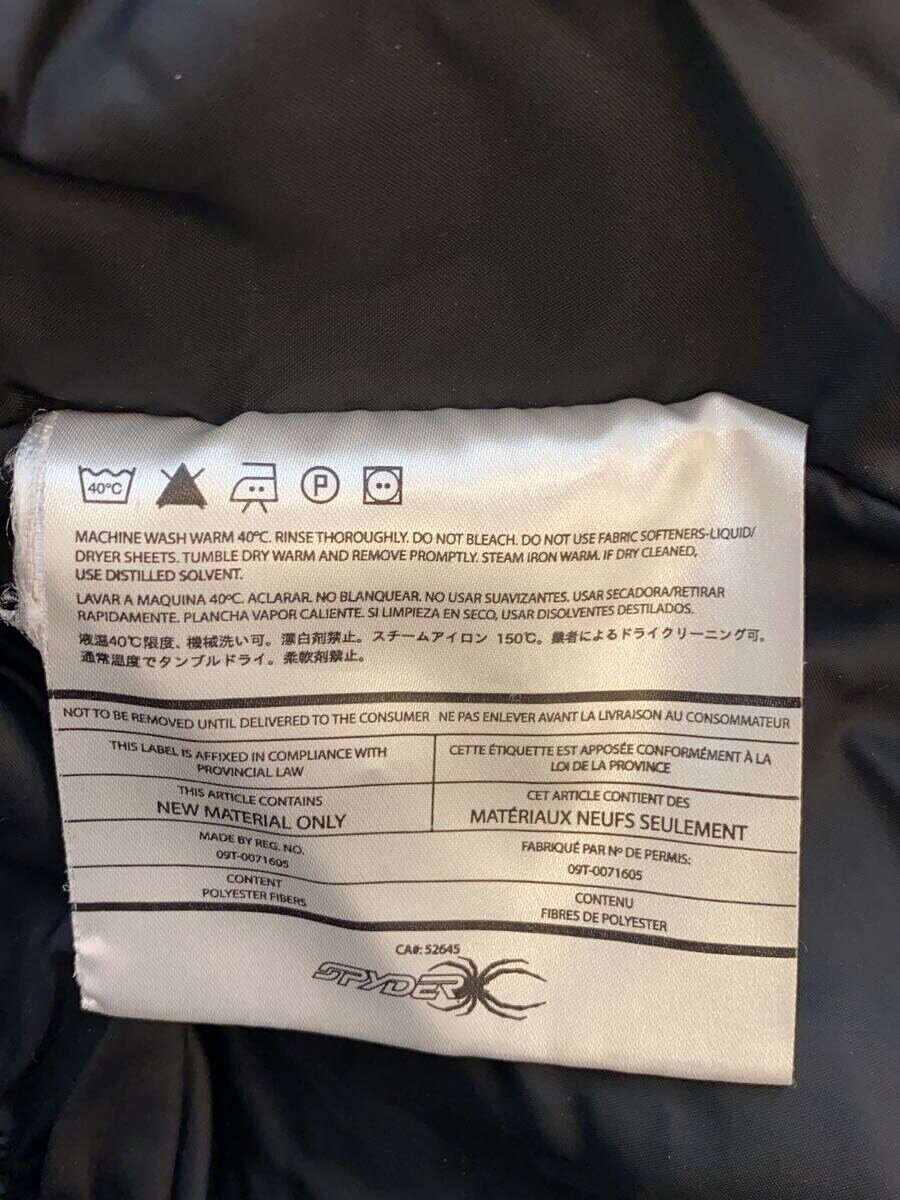 40°C
P
MACHINE WASH WARM 40°C. RINSE THOROUGHLY. DO NOT BLEACH. DO NOT USE FABRIC SOFTENERS-LIQUID/
DRYER SHEETS. TUMBLE DRY WARM AND REMOVE PROMPTLY. STEAM IRON WARM. IF DRY CLEANED,
USE DISTILLED SOLVENT.
LAVAR A MAQUINA 40°C. ACLARAR. NO BLANQUEAR. NO USAR SUAVIZANTES. USAR SECADORA/RETIRAR
RAPIDAMENTE. PLANCHA VAPOR CALIENTE. SI LIMPIEZA EN SECO, USAR DISOLVENTES DESTILADOS.
液温40℃限度、機械洗い可。漂白剤禁止。スチームアイロン 150℃。業者によるドライクリーニング可。
通常温度でタンブルドライ。柔軟剤禁止。
NOT TO BE REMOVED UNTIL DELIVERED TO THE CONSUMER NE PAS ENLEVER AVANT LA LIVRAISON AU CONSOMMATEUR
THIS LABEL IS AFFIXED IN COMPLIANCE WITH
PROVINCIAL LAW
CETTE ÉTIQUETTE EST APPOSÉE CONFORMÉMENT À LA
LOI DE LA PROVINCE
THIS ARTICLE CONTAINS
NEW MATERIAL ONLY
CET ARTICLE CONTIENT DES
MATÉRIAUX NEUFS SEULEMENT
MADE BY REG. NO.
09T-0071605
FABRIQUÉ PAR Nº DE PERMIS:
09T-0071605
CONTENT
POLYESTER FIBERS
CONTENU
FIBRES DE POLYESTER
CA#: 52645
SPYDER